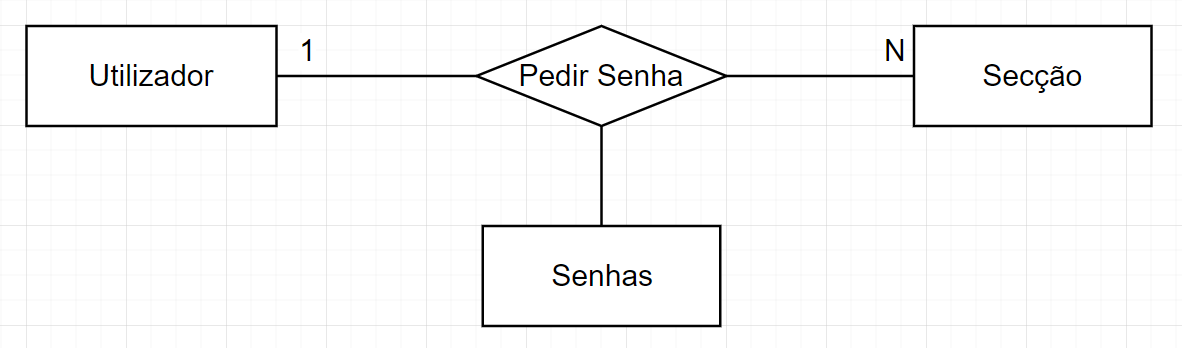 Utilizador
1
Pedir Senha
N
Secção
Senhas